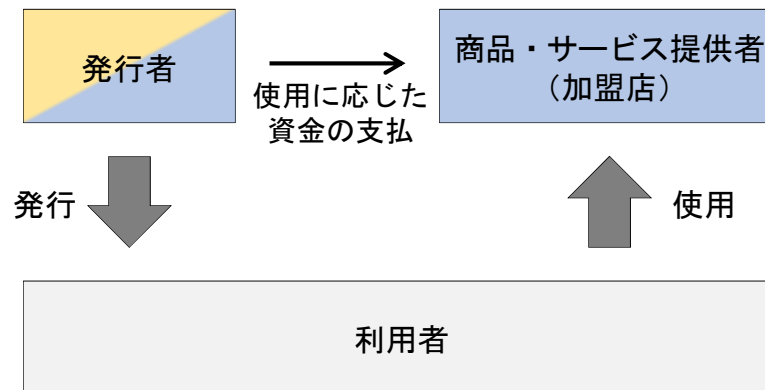 発行者
商品・サービス提供者
（加盟店）
使用に応じた
資金の支払
発行
使用
利用者